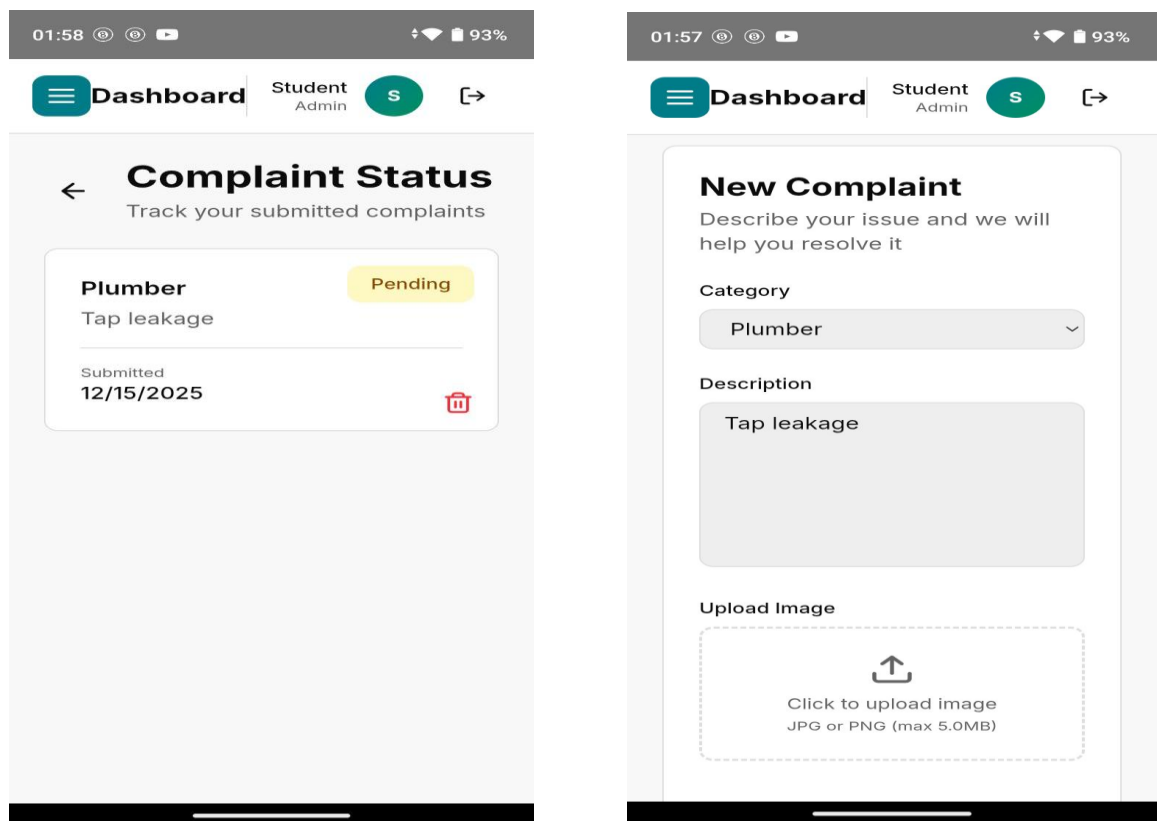 01:58 93%
Dashboard Student S
Admin
Complaint Status
Track your submitted complaints
Plumber Pending
Tap leakage
Submitted
12/15/2025
01:57 93%
Dashboard Student S
Admin
New Complaint
Describe your issue and we will
help you resolve it
Category
Plumber
Description
Tap leakage
Upload Image
Click to upload image
JPG or PNG (max 5.0MB)